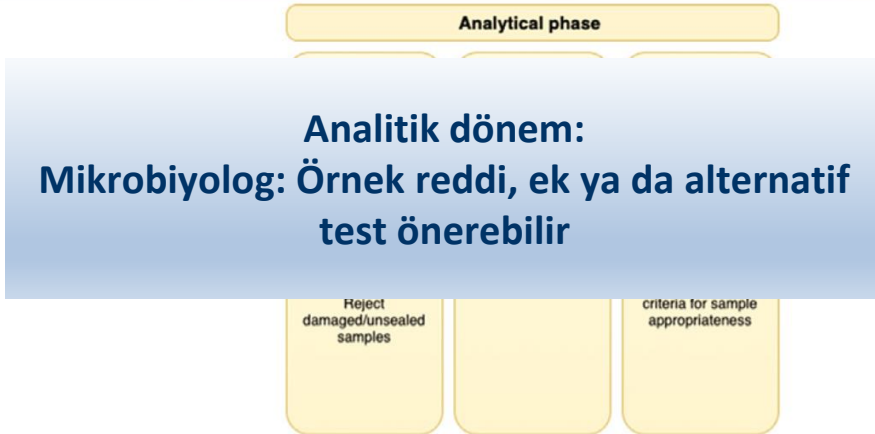 Analytical phase
Analitik dönem:
Mikrobiyolog: Örnek reddi, ek ya da alternatif
test önerebilir
Reject
damaged/unsealed
samples
criteria for sample
appropriateness